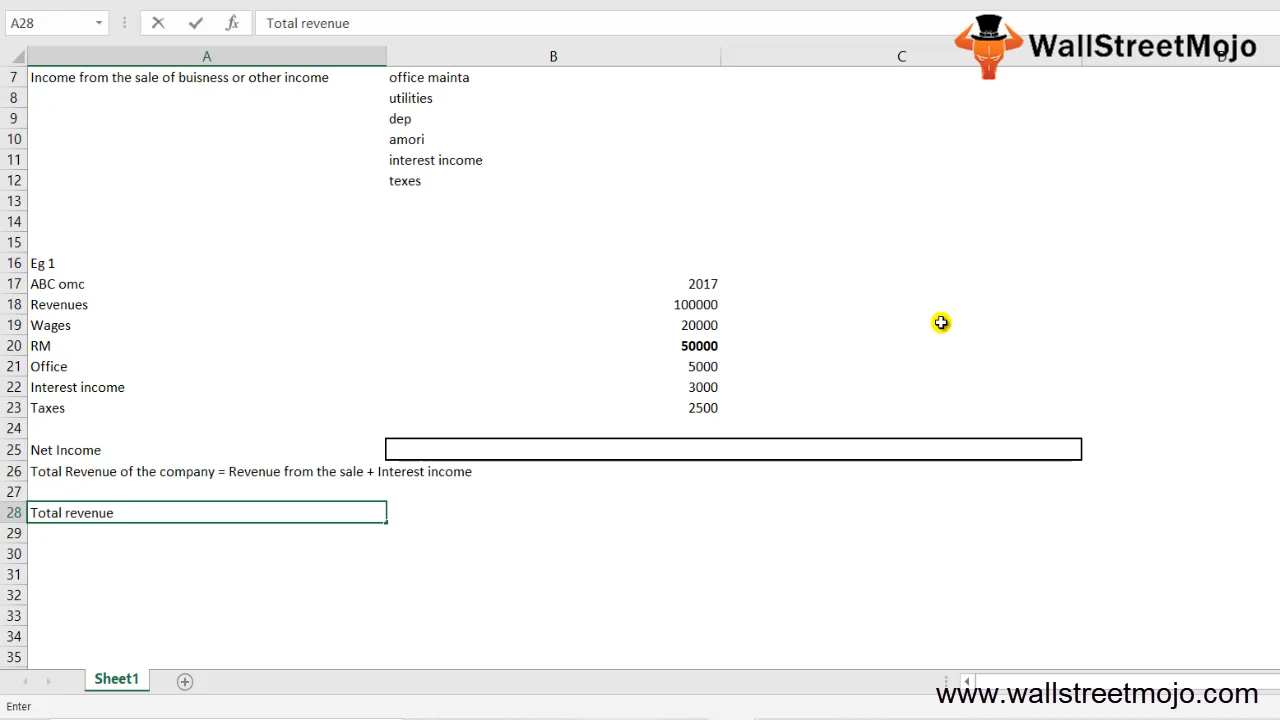 A28
fx
Total revenue
WallStreetMojo
A B C D
7 Income from the sale of buisness or other income office mainta
8 utilities
9 dep
10 amori
11 interest income
12 texes
13
14
15
16 Eg 1
17 ABC omc 2017
18 Revenues 100000
19 Wages 20000
20 RM 50000
21 Office 5000
22 Interest income 3000
23 Taxes 2500
24
25 Net Income
26 Total Revenue of the company = Revenue from the sale + Interest income
27
28 Total revenue
29
30
31
32
33
34
35
Sheet1
www.wallstreetmojo.com
Enter